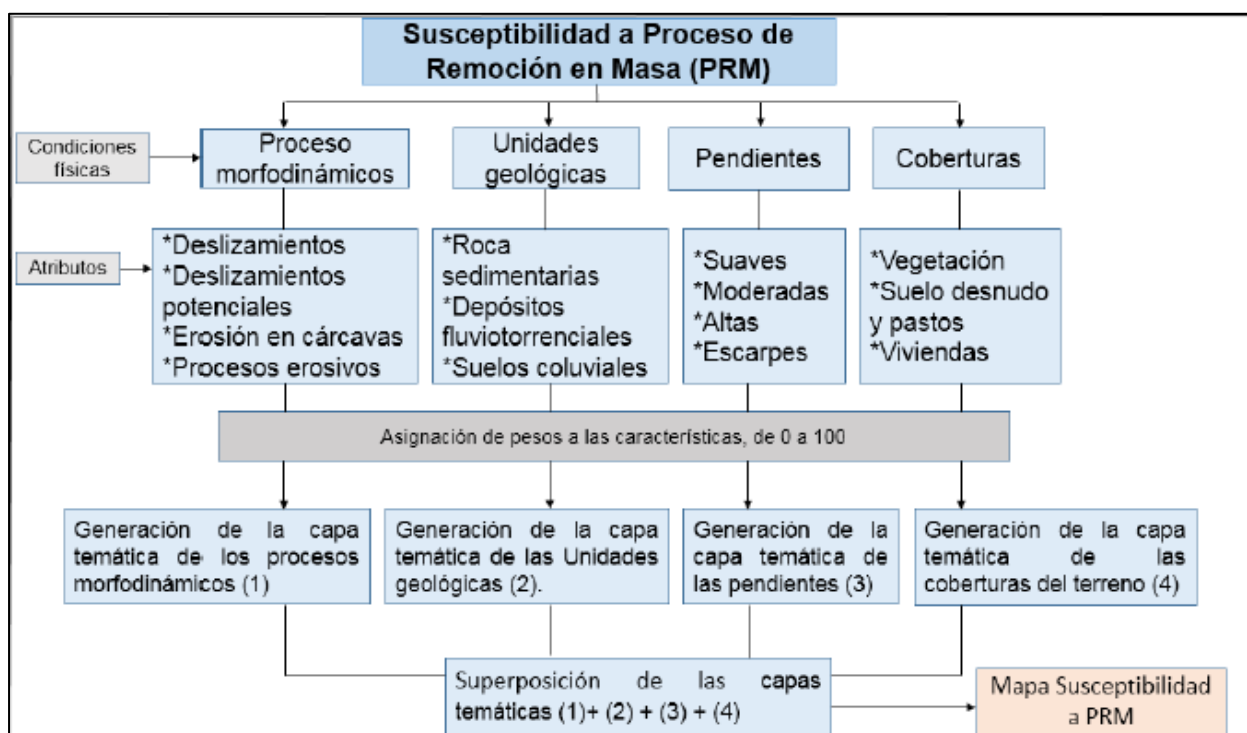 Susceptibilidad a Proceso de
Remoción en Masa (PRM)
Condiciones
físicas
Proceso
morfodinámicos
Unidades
geológicas
Pendientes
Coberturas
Atributos
*Deslizamientos
*Deslizamientos
potenciales
*Erosión en cárcavas
*Procesos erosivos
*Roca
sedimentarias
*Depósitos
fluviotorrenciales
*Suelos coluviales
*Suaves
*Moderadas
*Altas
*Escarpes
*Vegetación
*Suelo desnudo
y pastos
*Viviendas
Asignación de pesos a las características, de 0 a 100
Generación de la capa
temática de los procesos
morfodinámicos (1)
Generación de la capa
temática de las Unidades
geológicas (2).
Generación de la
capa temática de
las pendientes (3)
Generación de la capa
temática de las
coberturas del terreno (4)
Superposición de las capas
temáticas (1)+ (2) + (3) + (4)
Mapa Susceptibilidad
a PRM